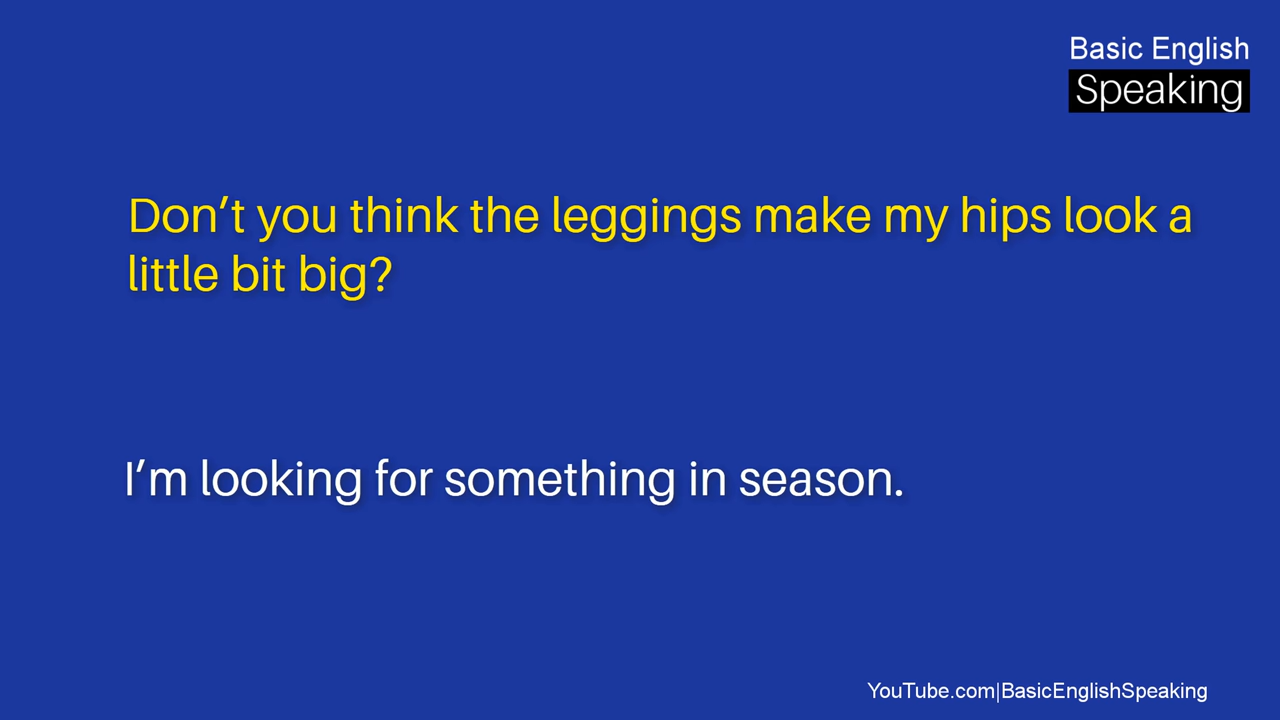 Basic English
Speaking
Don’t you think the leggings make my hips look a
little bit big?
I’m looking for something in season.
YouTube.com|BasicEnglishSpeaking